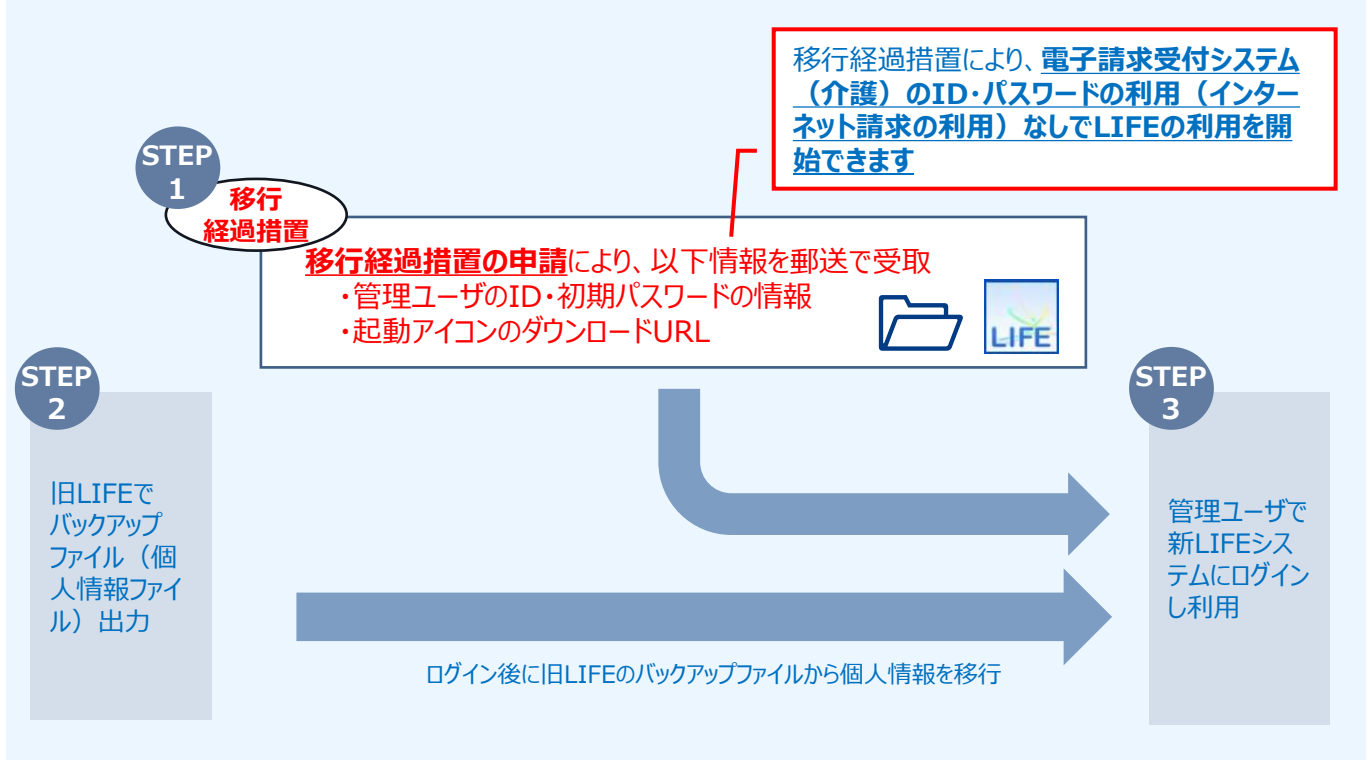 移行経過措置により、電子請求受付システム
（介護）のID・パスワードの利用（インター
ネット請求の利用）なしでLIFEの利用を開
始できます
STEP
1
移行
経過措置
移行経過措置の申請により、以下情報を郵送で受取
・管理ユーザのID・初期パスワードの情報
・起動アイコンのダウンロードURL
LIFE
STEP
2
旧LIFEで
バックアップ
ファイル（個
人情報ファイ
ル）出力
STEP
3
管理ユーザで
新LIFEシス
テムにログイン
し利用
ログイン後に旧LIFEのバックアップファイルから個人情報を移行